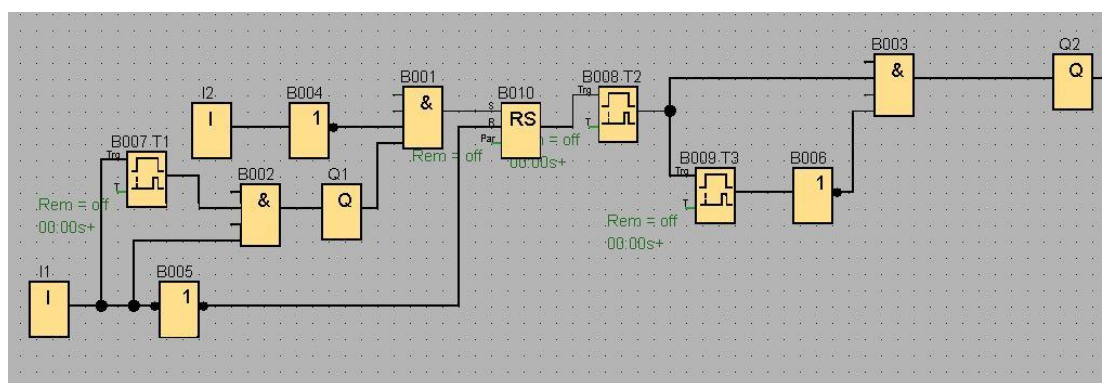 B003
Q2
&
Q
B001
B008.T2
I2
B004
B010
Trg
&
I
1
S
R
RS
T
Par
B007.T1
.Rem = off
Rem = off
00:00s+
B009.T3
B006
Trg
B002
Q1
Trg
1
T
&
Q
T
.Rem = off
.Rem = off
00:00s+
00:00s+
I1
B005
I
1